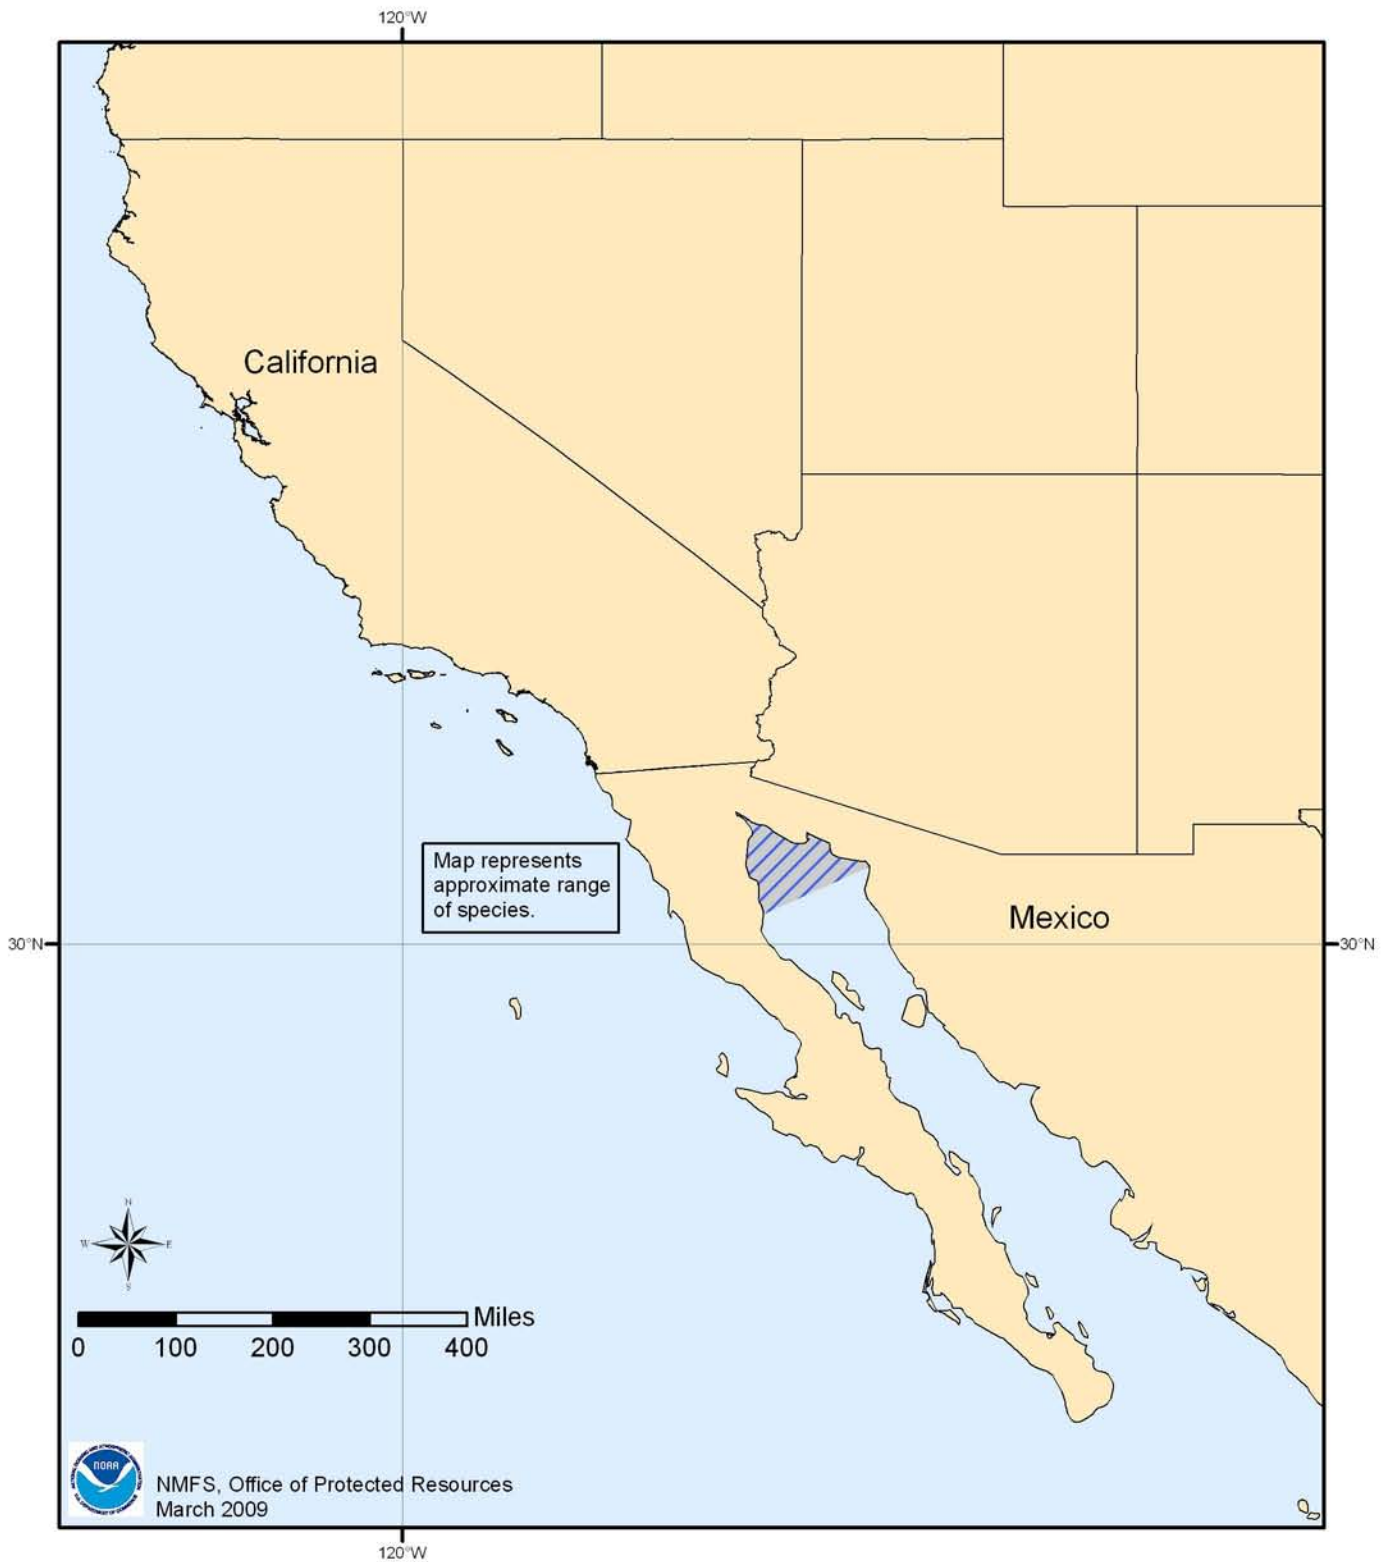 120°W
California
Map represents
approximate range
of species.
Mexico
30°N
30°N
N
W
E
S
Miles
0 100 200 300 400
NOAA
NMFS, Office of Protected Resources
March 2009
120°W